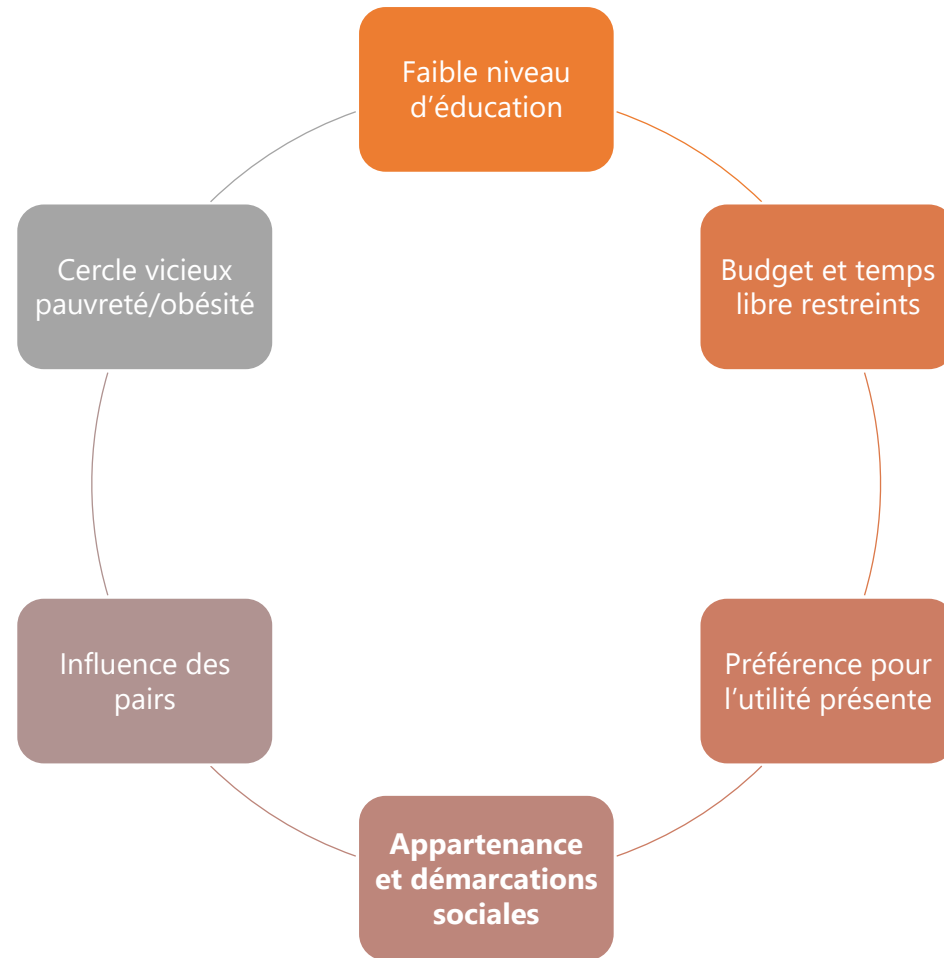 Faible niveau
d’éducation
Budget et temps
libre restreints
Préférence pour
l’utilité présente
Appartenance
et démarcations
sociales
Influence des
pairs
Cercle vicieux
pauvreté/obésité